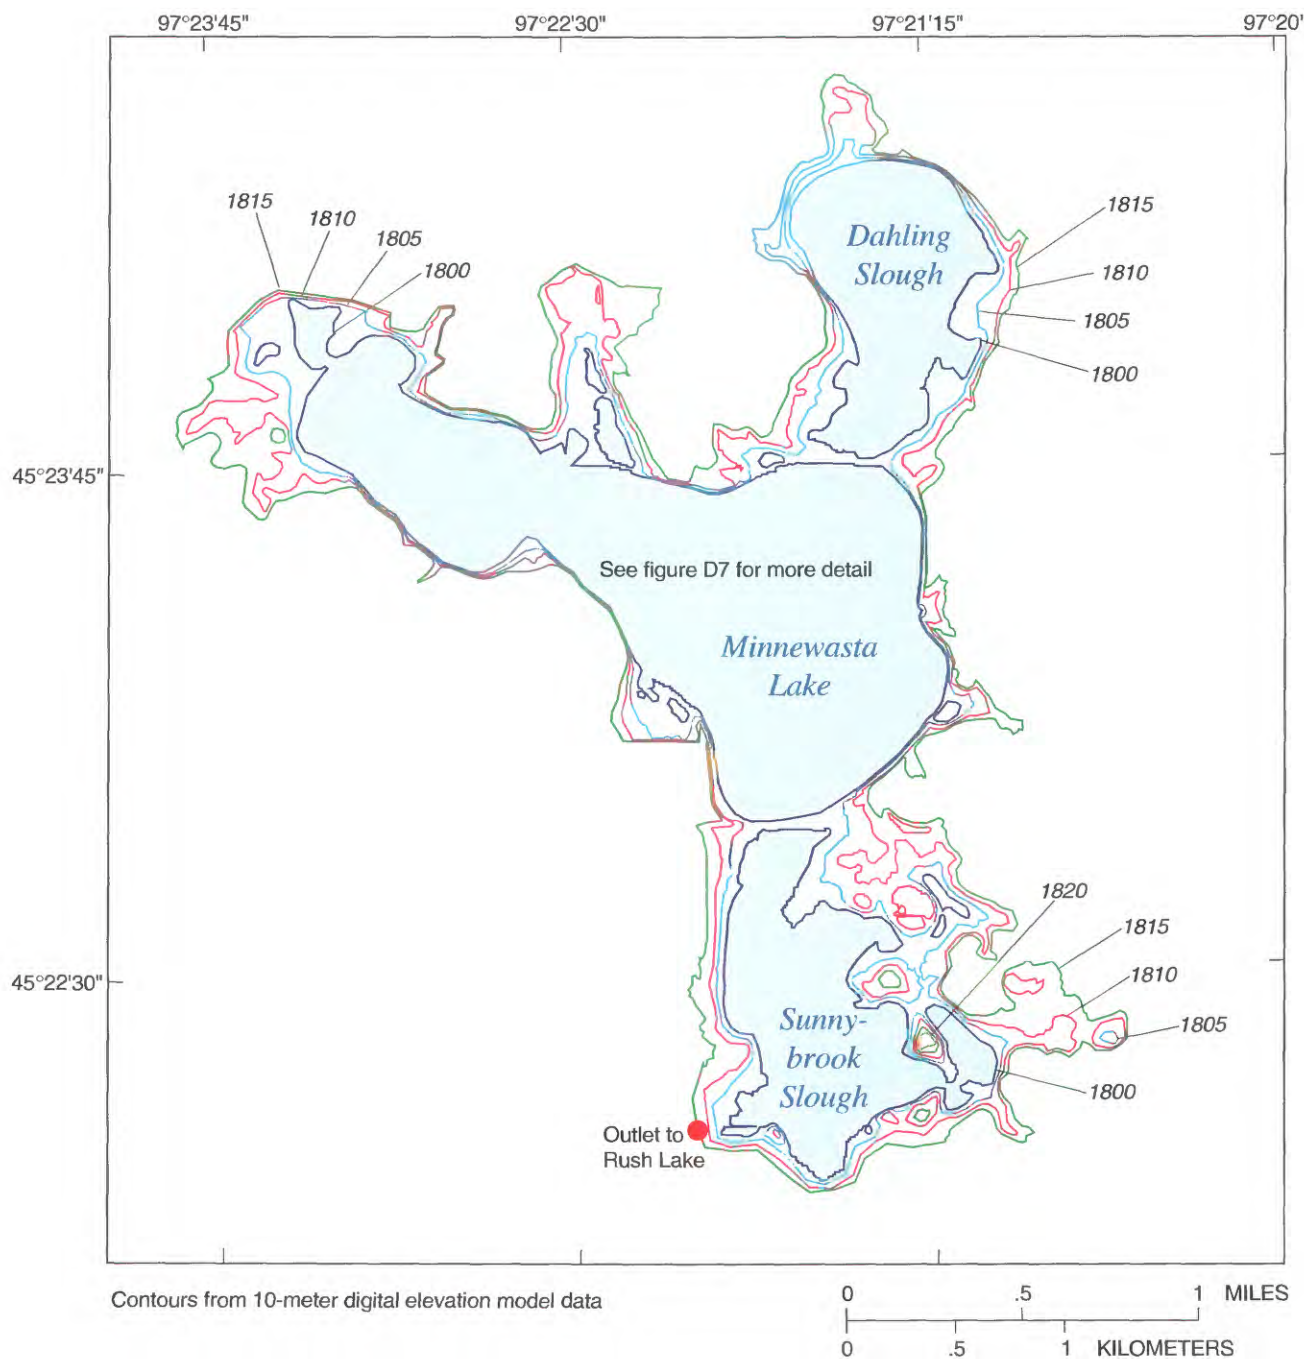 97°23'45"
97°22'30"
97°21'15"
97°20'
1815
1810
1805
1800
Dahling
Slough
1815
1810
1805
1800
45°23'45"
See figure D7 for more detail
Minnewasta
Lake
1820
1815
1810
1805
1800
45°22'30"
Sunny-
brook
Slough
Outlet to
Rush Lake
Contours from 10-meter digital elevation model data
0 .5 1 MILES
0 .5 1 KILOMETERS